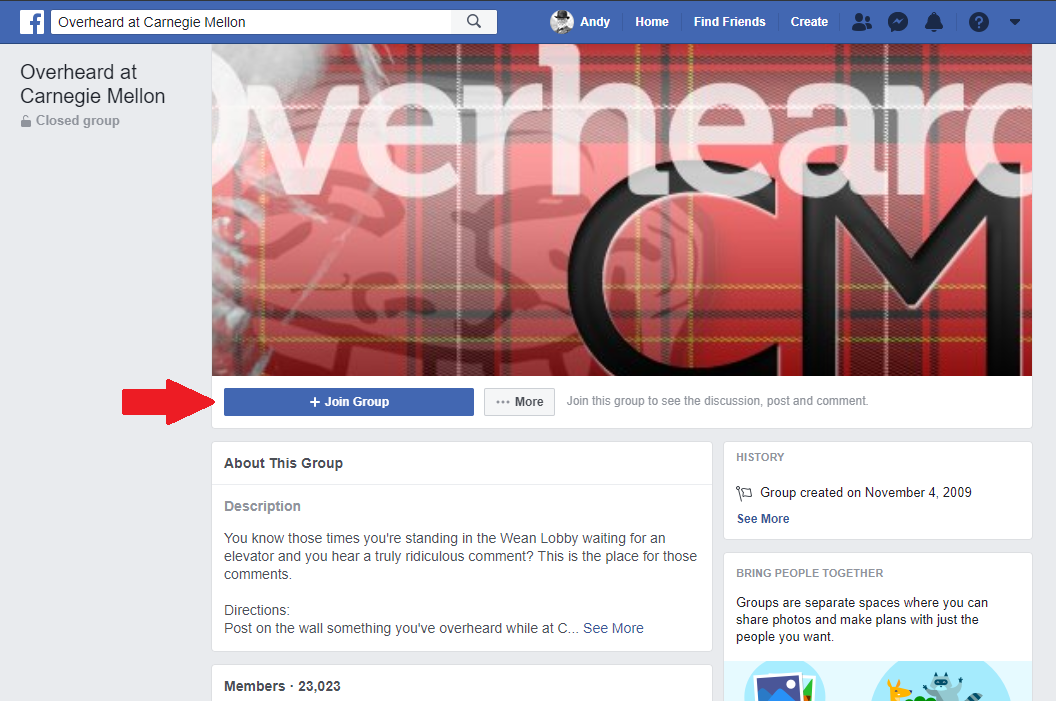 Overheard at Carnegie Mellon
Andy
Home
Find Friends
Create
Overheard at
Carnegie Mellon
Closed group
Overheard
CM
+ Join Group
··· More
Join this group to see the discussion, post and comment.
About This Group
Description
You know those times you're standing in the Wean Lobby waiting for an
elevator and you hear a truly ridiculous comment? This is the place for those
comments.
Directions:
Post on the wall something you've overheard while at C... See More
Members · 23,023
HISTORY
Group created on November 4, 2009
See More
BRING PEOPLE TOGETHER
Groups are separate spaces where you can
share photos and make plans with just the
people you want.